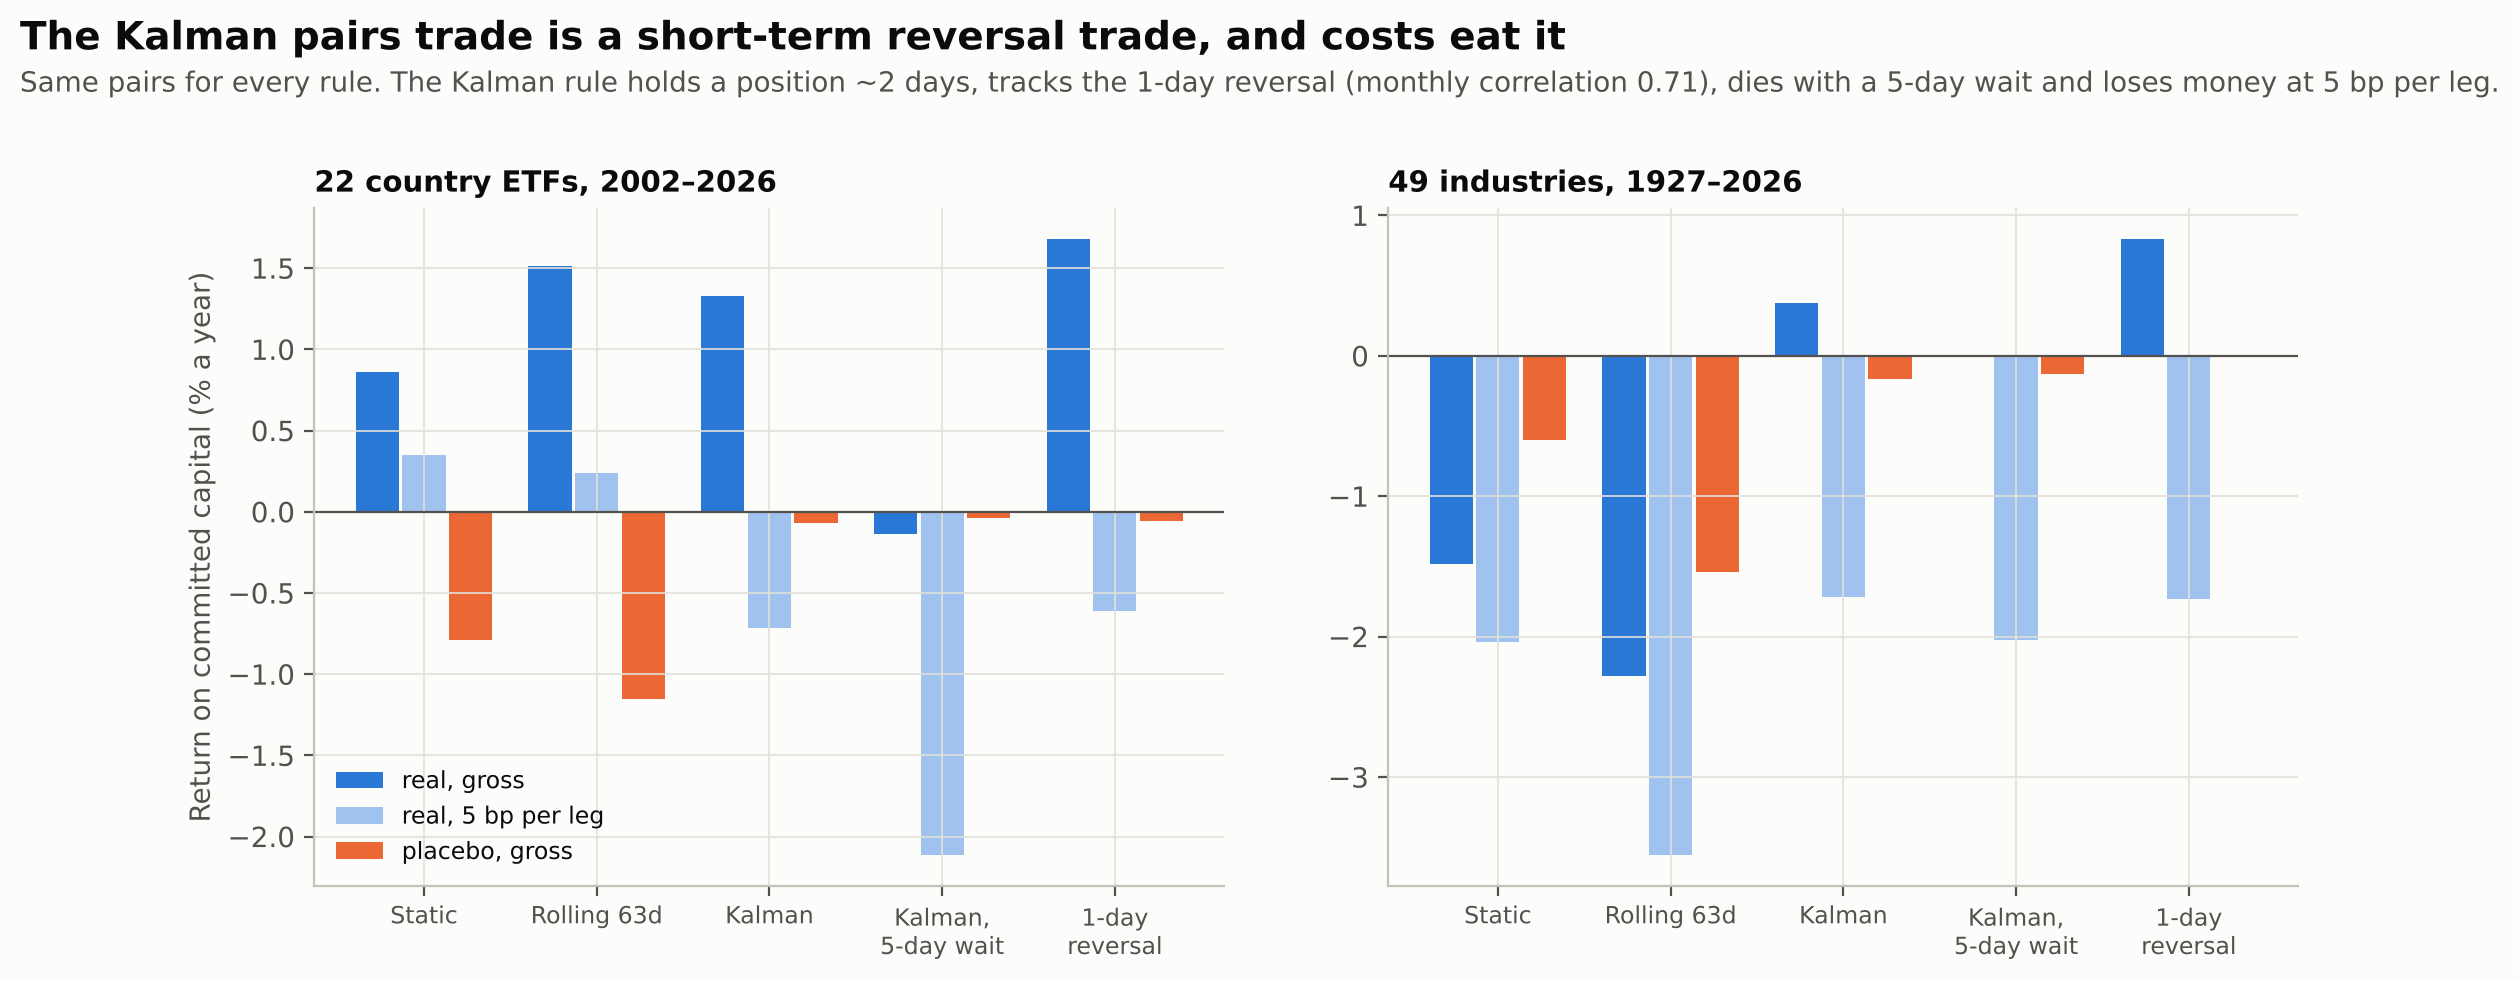 The Kalman pairs trade is a short-term reversal trade, and costs eat it
Same pairs for every rule. The Kalman rule holds a position ~2 days, tracks the 1-day reversal (monthly correlation 0.71), dies with a 5-day wait and loses money at 5 bp per leg.
22 country ETFs, 2002–2026
Return on committed capital (% a year)
1.5
1.0
0.5
0.0
−0.5
−1.0
−1.5
−2.0
real, gross
real, 5 bp per leg
placebo, gross
Static
Rolling 63d
Kalman
Kalman,
5-day wait
1-day
reversal
49 industries, 1927–2026
1
0
−1
−2
−3
Static
Rolling 63d
Kalman
Kalman,
5-day wait
1-day
reversal